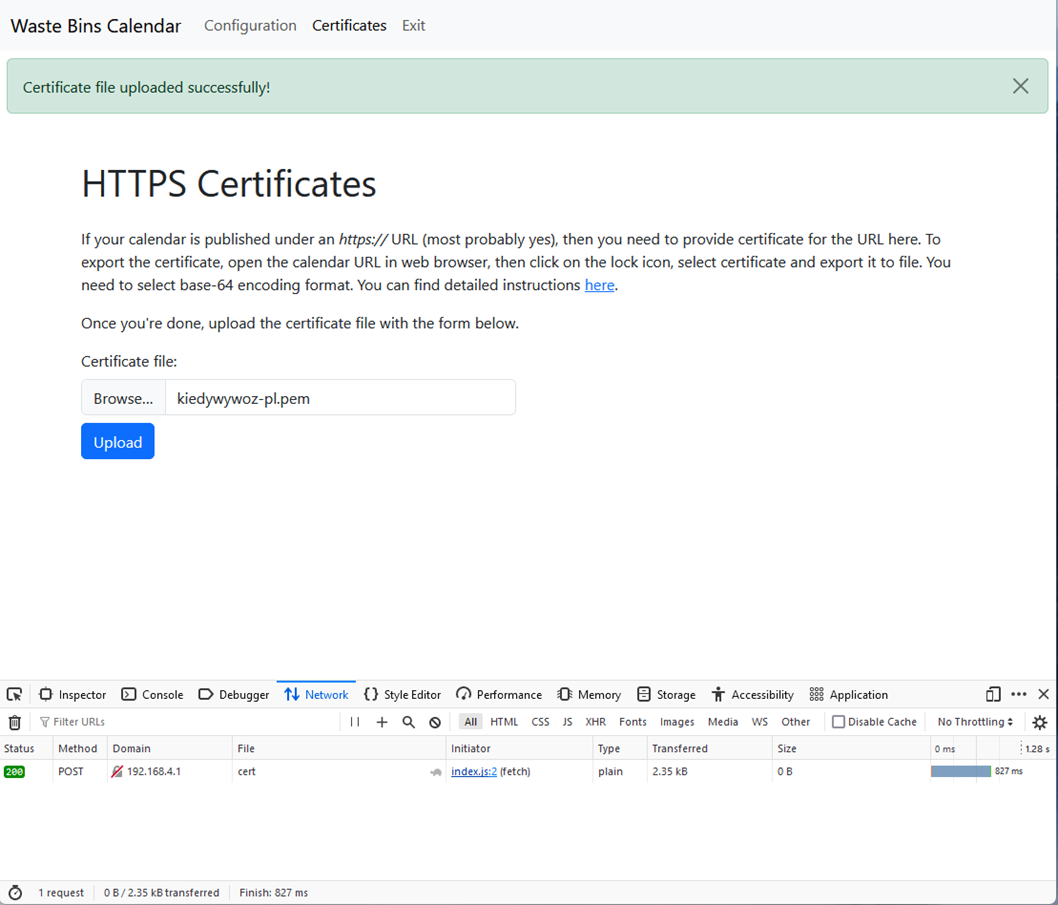 Waste Bins Calendar Configuration Certificates Exit
Certificate file uploaded successfully!
HTTPS Certificates
If your calendar is published under an https:// URL (most probably yes), then you need to provide certificate for the URL here. To
export the certificate, open the calendar URL in web browser, then click on the lock icon, select certificate and export it to file. You
need to select base-64 encoding format. You can find detailed instructions here.
Once you're done, upload the certificate file with the form below.
Certificate file:
Browse... kiedywywoz-pl.pem
Upload
Inspector Console Debugger Network Style Editor Performance Memory Storage Accessibility Application
Filter URLs All HTML CSS JS XHR Fonts Images Media WS Other Disable Cache No Throttling
Status Method Domain File Initiator Type Transferred Size 0 ms 1.28 s
200 POST 192.168.4.1 cert index.js:2 (fetch) plain 2.35 kB 0 B 827 ms
1 request 0 B / 2.35 kB transferred Finish: 827 ms